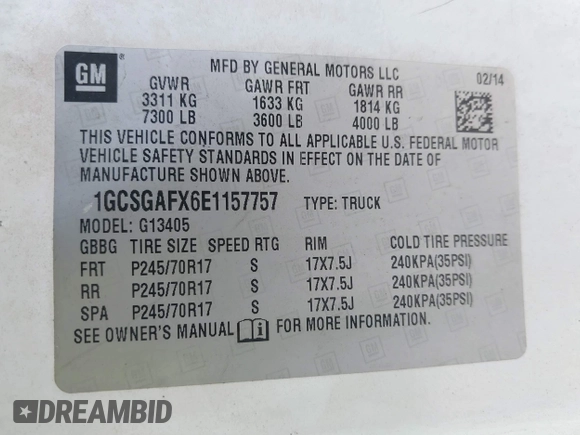 GM
MFD BY GENERAL MOTORS LLC
02/14
GVWR GAWR FRT GAWR RR
3311 KG 1633 KG 1814 KG
7300 LB 3600 LB 4000 LB
THIS VEHICLE CONFORMS TO ALL APPLICABLE U.S. FEDERAL MOTOR
VEHICLE SAFETY STANDARDS IN EFFECT ON THE DATE OF
MANUFACTURE SHOWN ABOVE.
1GCSGAFX6E1157757 TYPE: TRUCK
MODEL: G13405
GBBG TIRE SIZE SPEED RTG RIM COLD TIRE PRESSURE
FRT P245/70R17 S 17X7.5J 240KPA(35PSI)
RR P245/70R17 S 17X7.5J 240KPA(35PSI)
SPA P245/70R17 S 17X7.5J 240KPA(35PSI)
SEE OWNER'S MANUAL FOR MORE INFORMATION.
DREAMBID